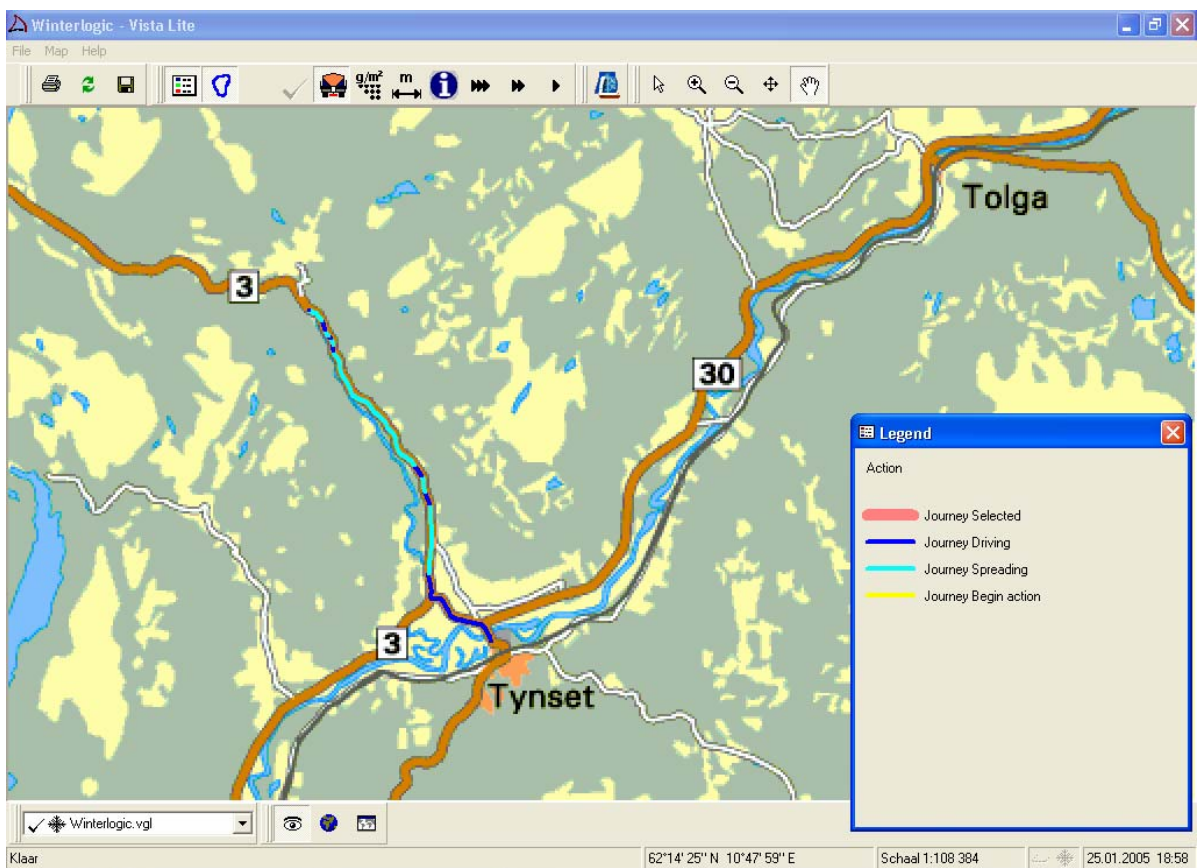 Winterlogic - Vista Lite
File Map Help
g/m² m
Tolga
3
30
Legend
Action
Journey Selected
Journey Driving
Journey Spreading
Journey Begin action
3
Tynset
Winterlogic.vgl
Klaar 62°14' 25'' N 10°47' 59'' E Schaal 1:108 384 25.01.2005 18:58